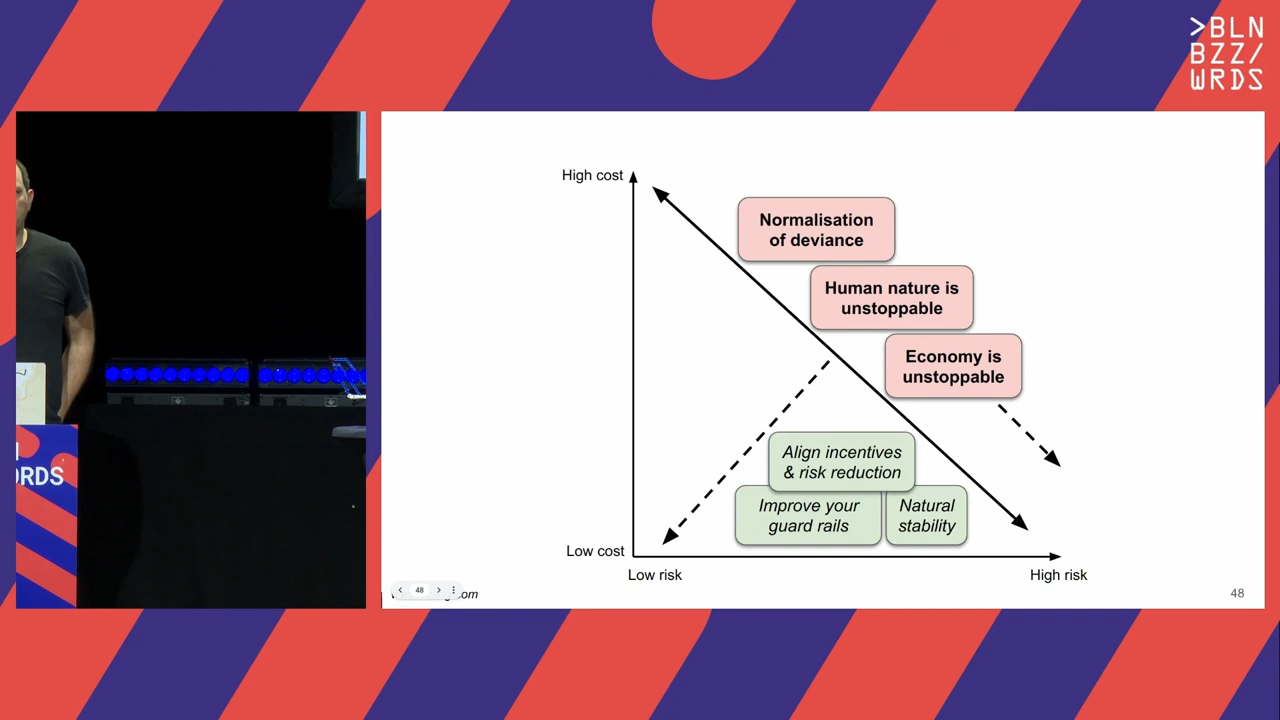 >BLN
BZZ/
WRDS
High cost
Normalisation
of deviance
Human nature is
unstoppable
Economy is
unstoppable
Align incentives
& risk reduction
Improve your
guard rails
Natural
stability
Low cost
Low risk
High risk
48
48